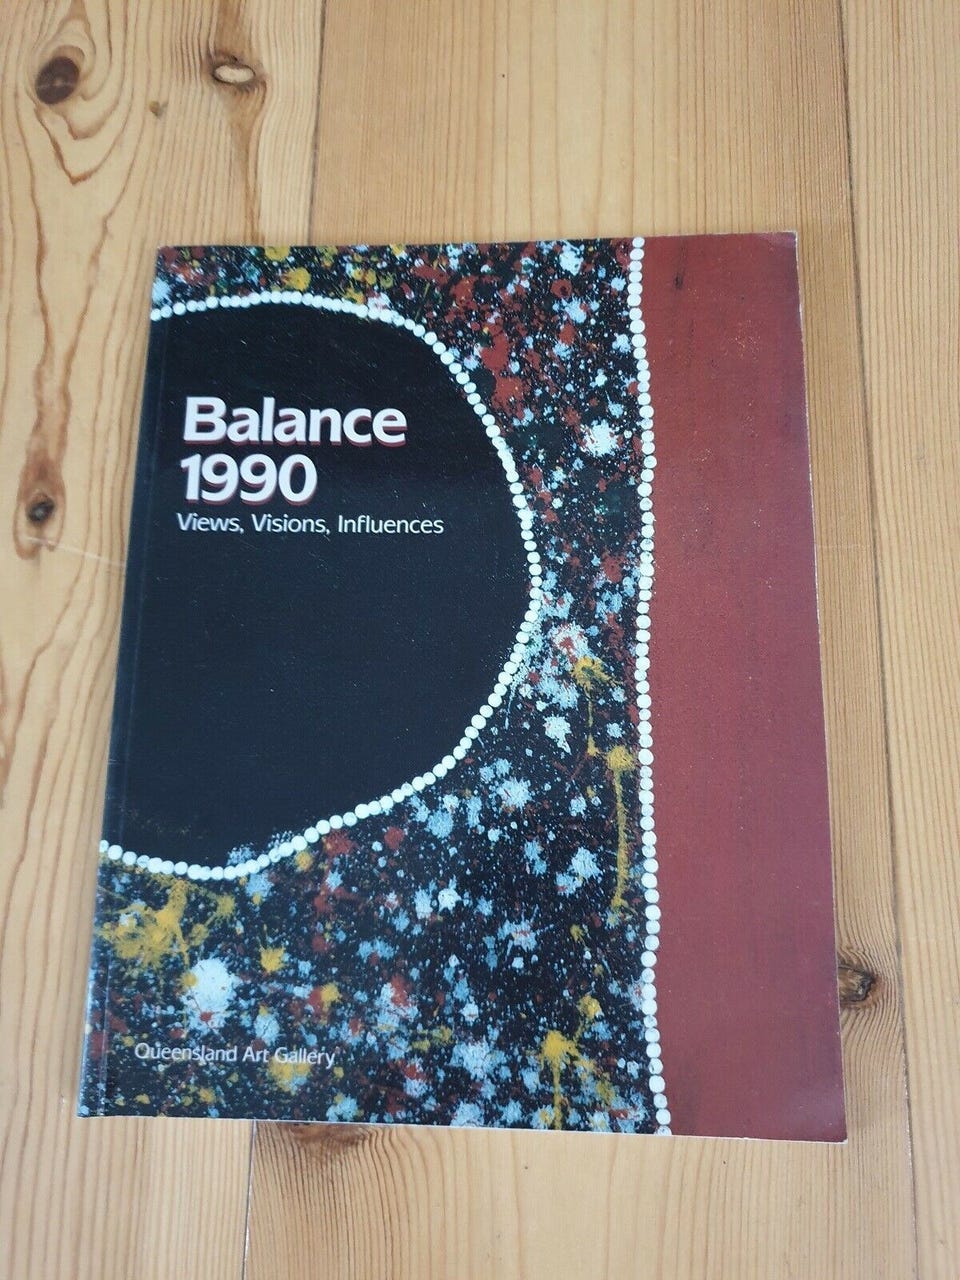 Balance
1990
Views, Visions, Influences
Queensland Art Gallery